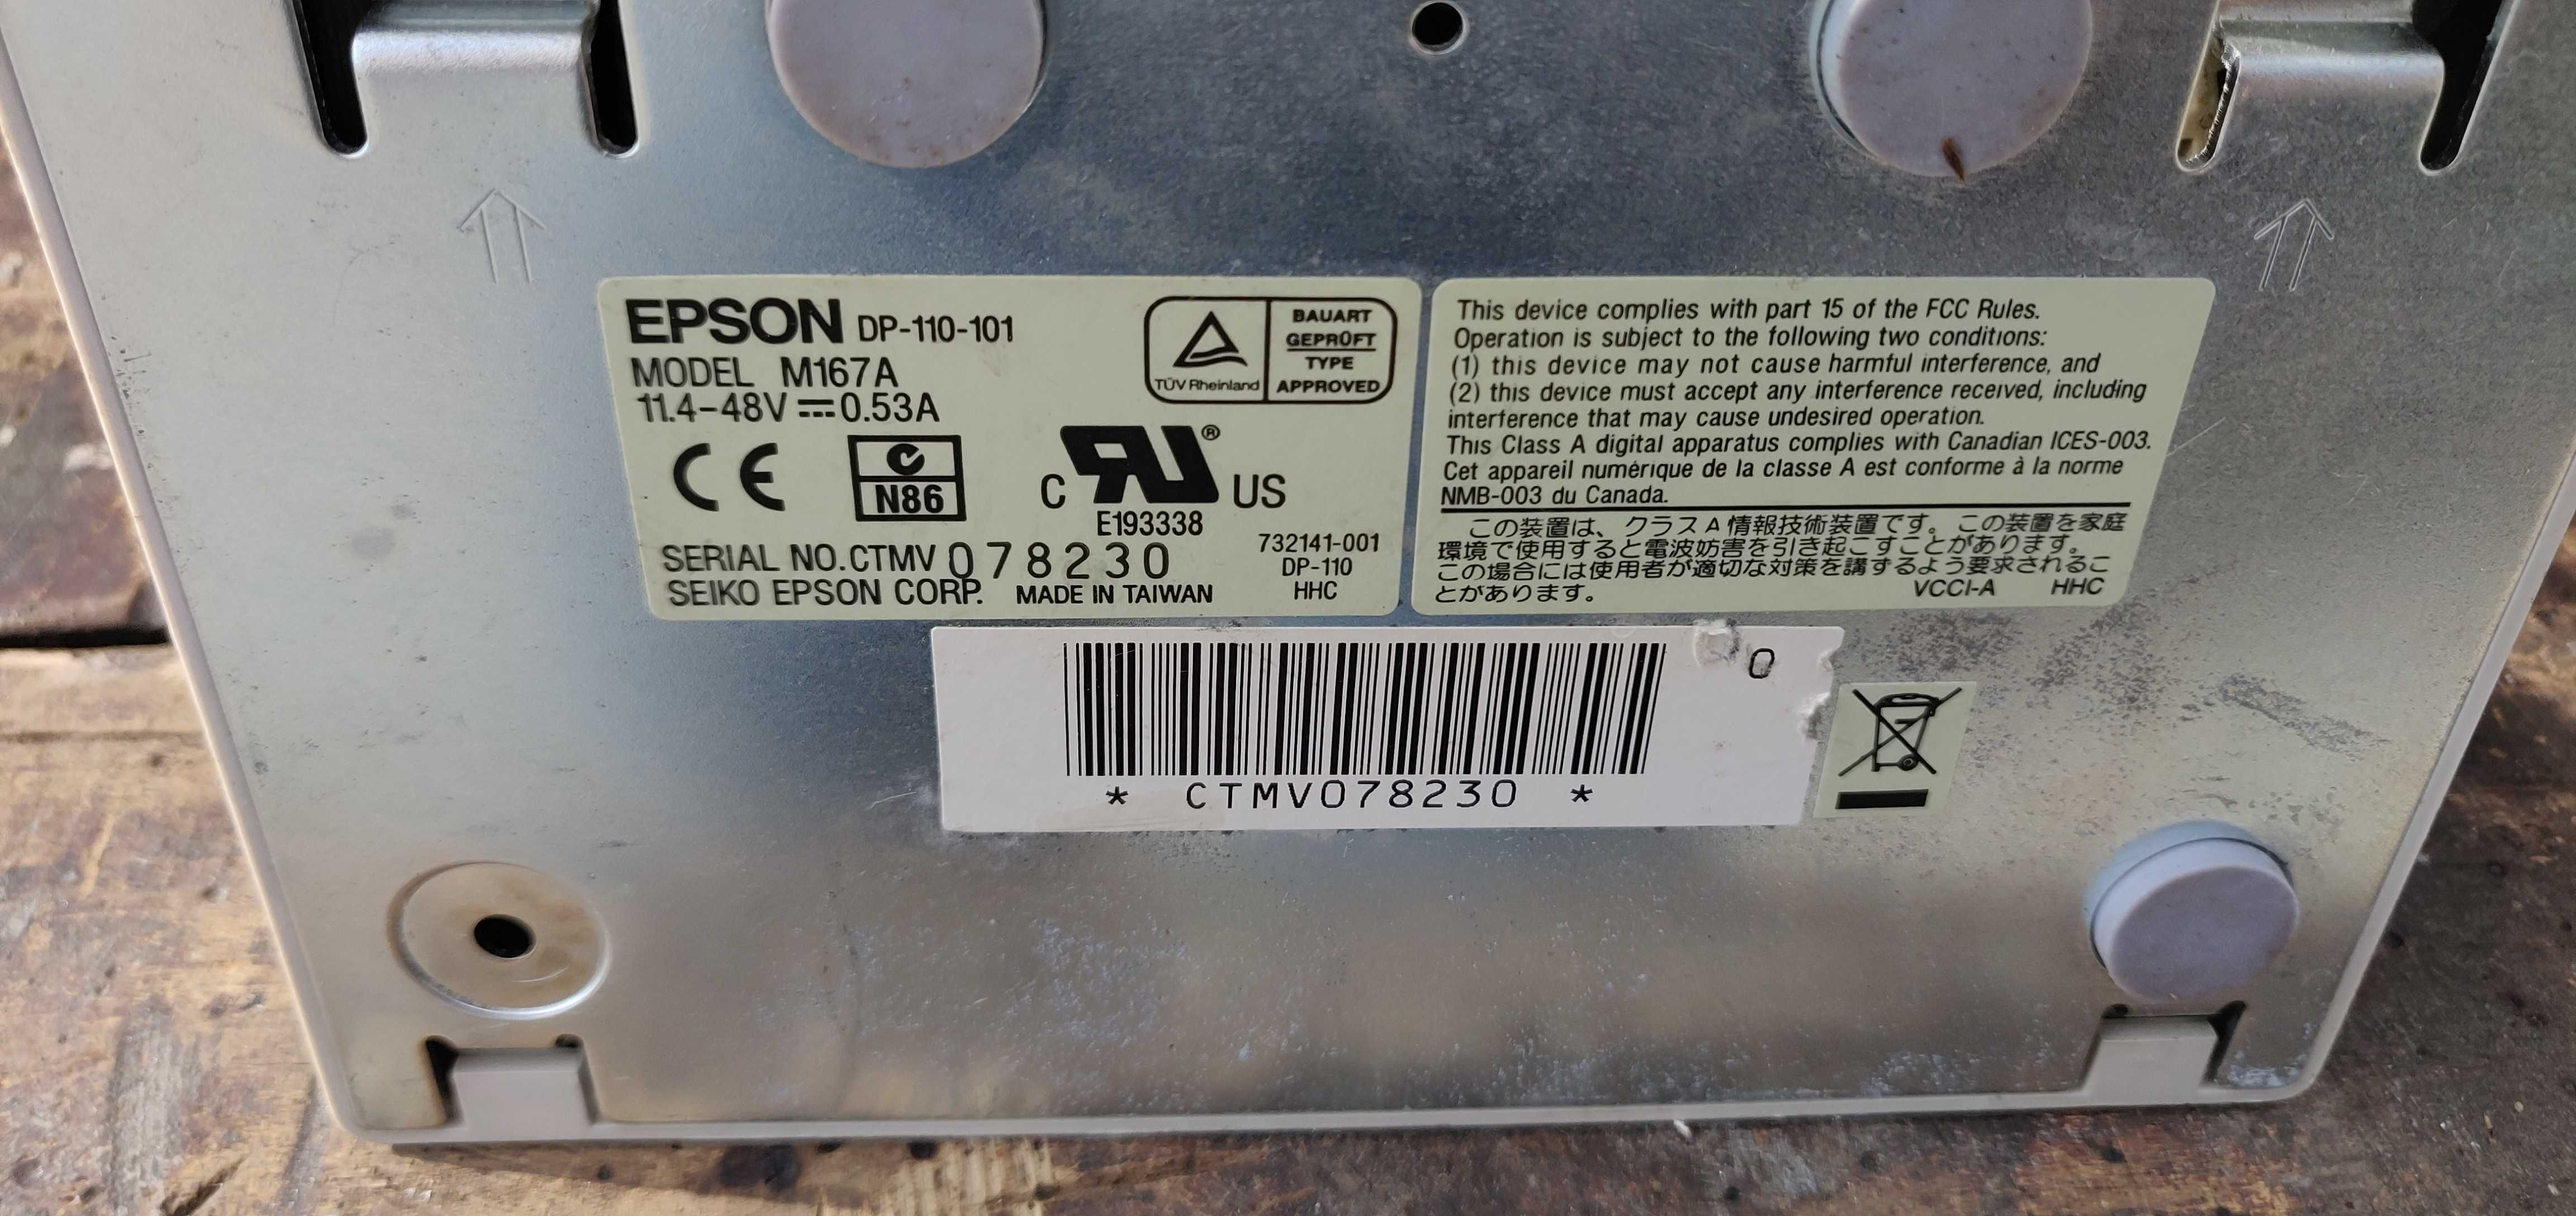 EPSON DP-110-101
MODEL M167A
11.4-48V ⎓ 0.53A
TÜV Rheinland
BAUART
GEPRÜFT
TYPE
APPROVED
CE
N86
C RU® US
E193338
SERIAL NO.CTMV 078230
SEIKO EPSON CORP. MADE IN TAIWAN
732141-001
DP-110
HHC
This device complies with part 15 of the FCC Rules.
Operation is subject to the following two conditions:
(1) this device may not cause harmful interference, and
(2) this device must accept any interference received, including
interference that may cause undesired operation.
This Class A digital apparatus complies with Canadian ICES-003.
Cet appareil numérique de la classe A est conforme à la norme
NMB-003 du Canada.
この装置は、クラスA情報技術装置です。この装置を家庭
環境で使用すると電波妨害を引き起こすことがあります。
この場合には使用者が適切な対策を講ずるよう要求されるこ
とがあります。 VCCI-A HHC
0
* CTMV078230 *